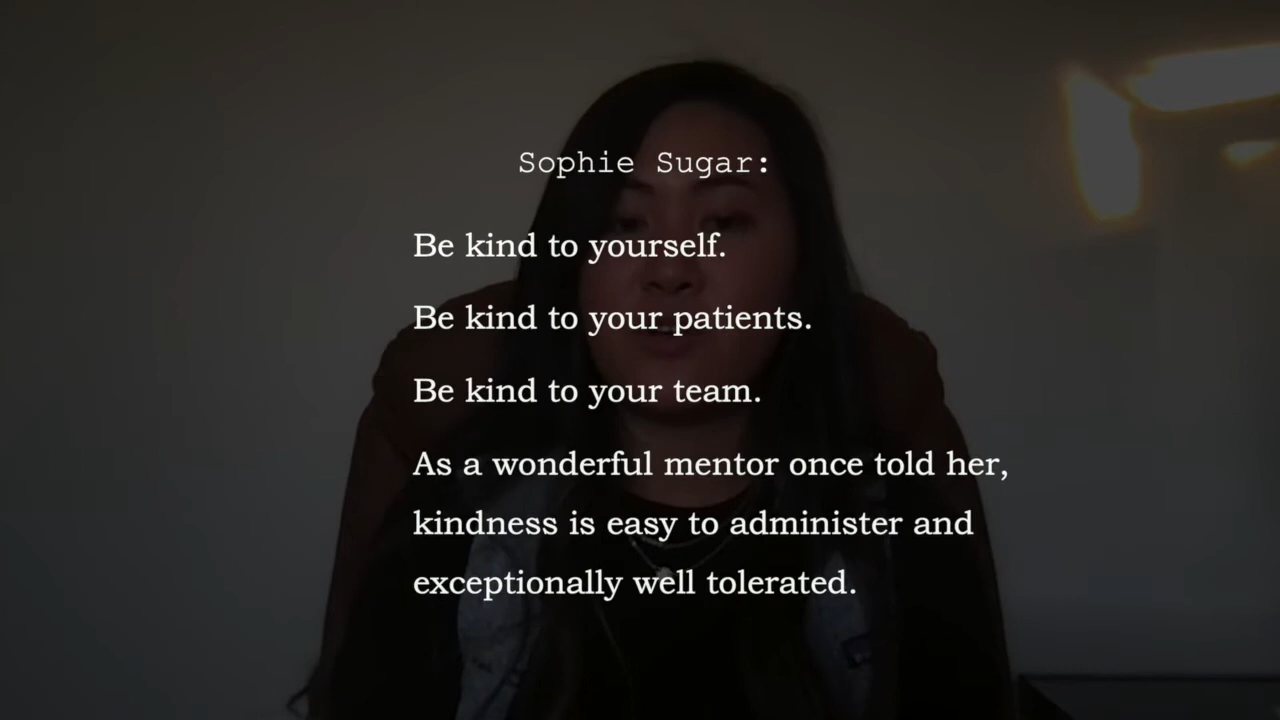 Sophie Sugar:
Be kind to yourself.
Be kind to your patients.
Be kind to your team.
As a wonderful mentor once told her,
kindness is easy to administer and
exceptionally well tolerated.